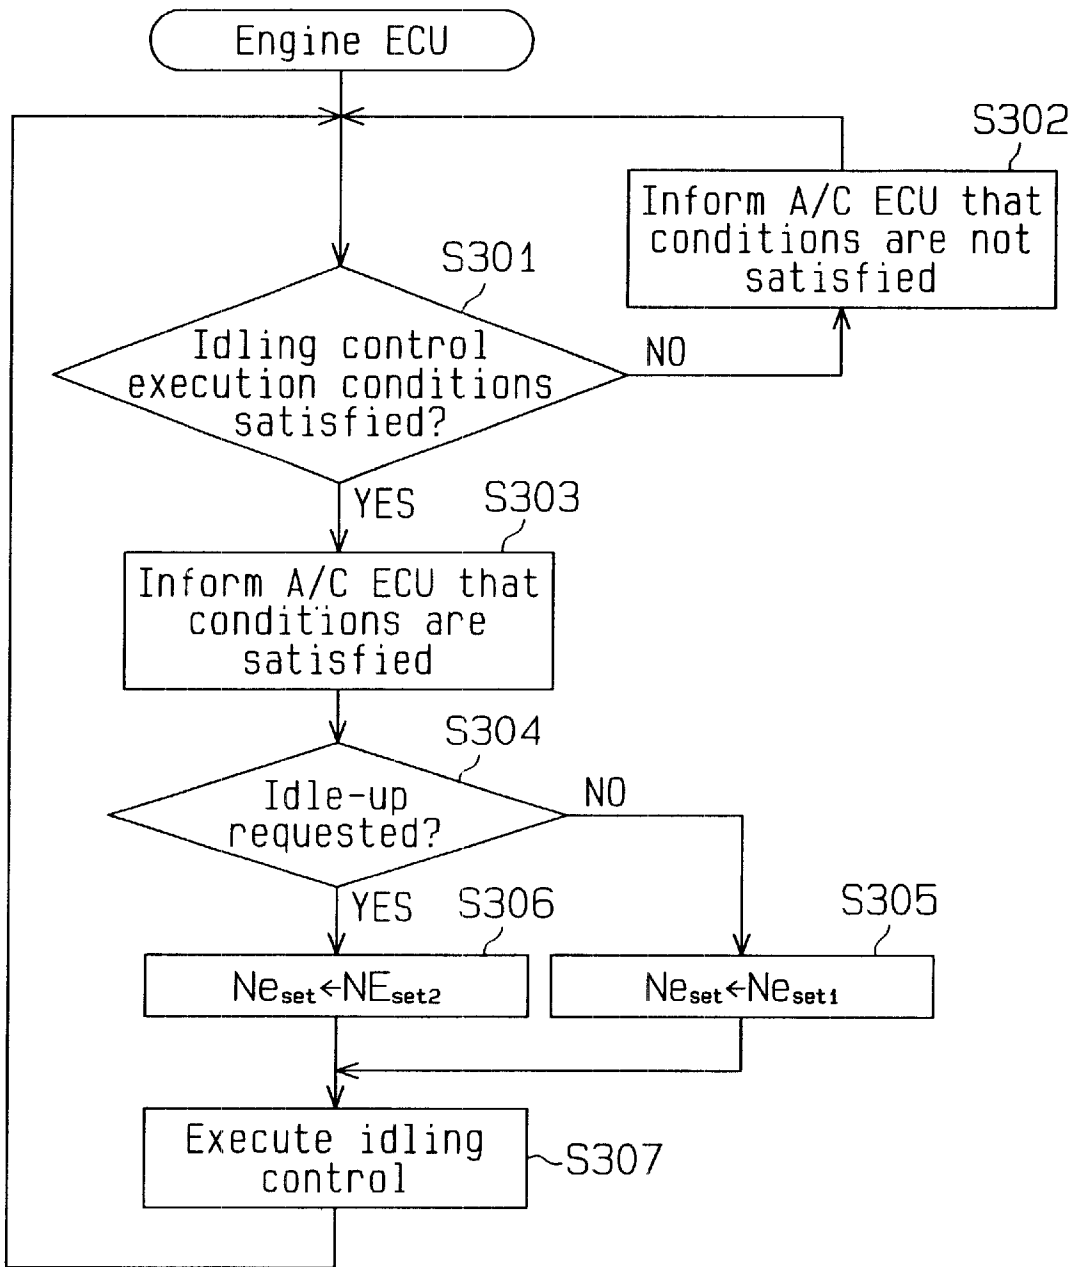 Engine ECU
S302
Inform A/C ECU that
conditions are not
satisfied
S301
Idling control
execution conditions
satisfied?
NO
YES
S303
Inform A/C ECU that
conditions are
satisfied
S304
Idle-up
requested?
NO
YES
S306
Neset←NEset2
S305
Neset←Neset1
Execute idling
control
S307